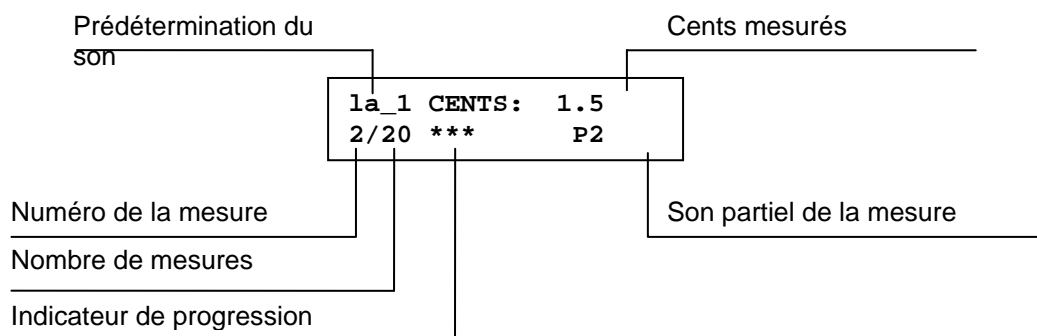 Prédétermination du
son
Cents mesurés
la_1 CENTS: 1.5
2/20 *** P2
Numéro de la mesure
Son partiel de la mesure
Nombre de mesures
Indicateur de progression